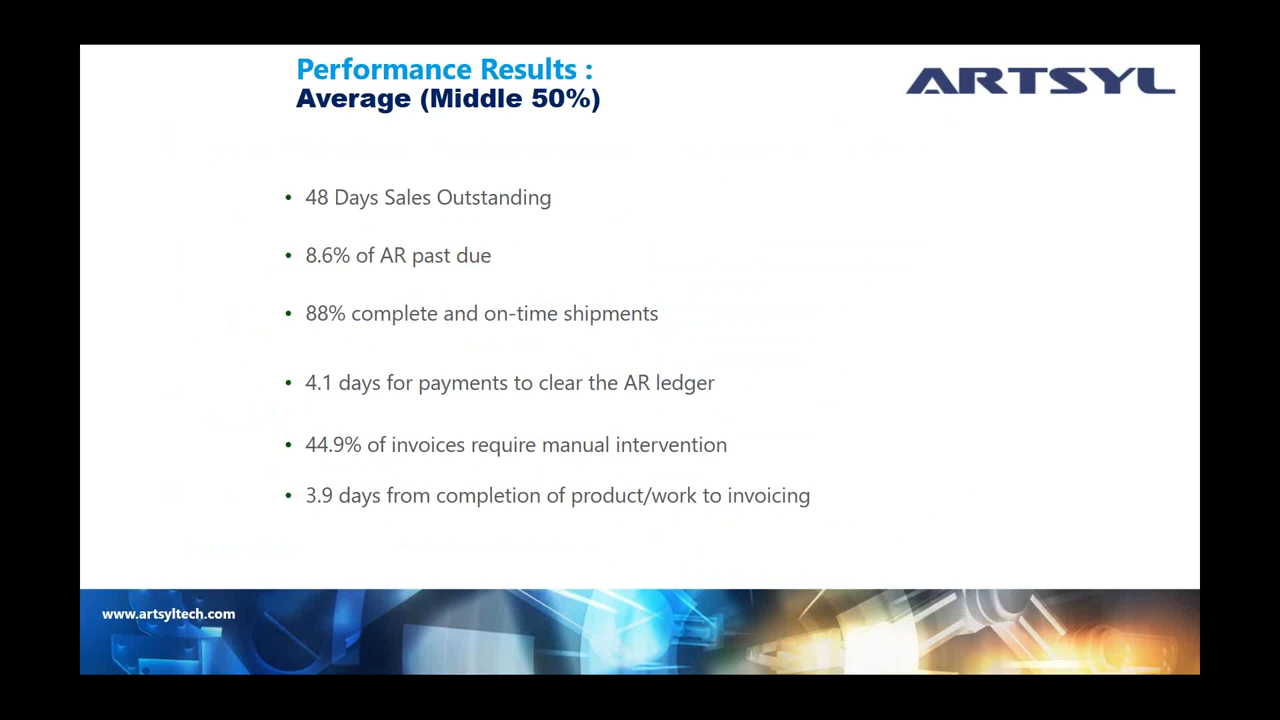 Performance Results :
Average (Middle 50%)
ARTSYL
• 48 Days Sales Outstanding
• 8.6% of AR past due
• 88% complete and on-time shipments
• 4.1 days for payments to clear the AR ledger
• 44.9% of invoices require manual intervention
• 3.9 days from completion of product/work to invoicing
www.artsyltech.com